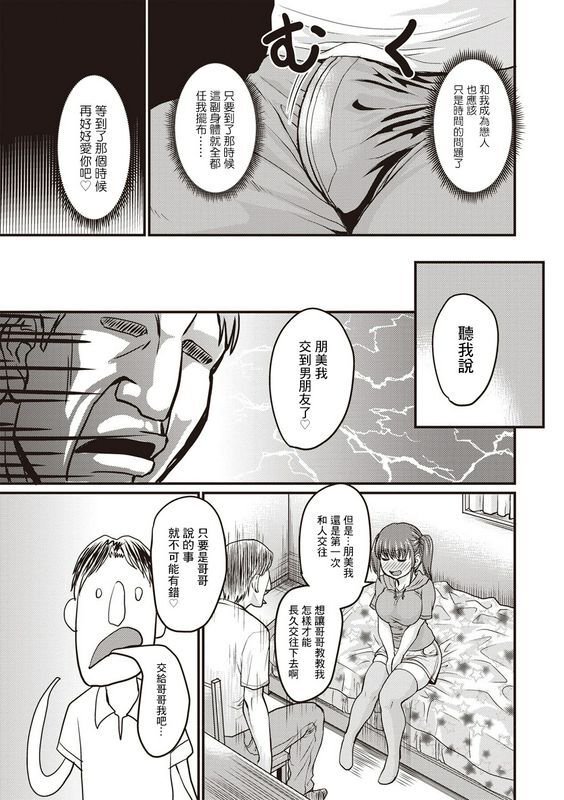 和我成為戀人
也應該
只是時間的問題了
むくっ
只要到了那時候
這副身體就全都
任我擺布…
等到了那個時候
再好好愛你吧♡
聽我說
朋美我
交到男朋友了♡
但是…朋美我
還是第一次
和人交往
想讓哥哥教教我
怎樣才能
長久交往下去啊
只要是哥哥
說的事
就不可能有錯♡
交給哥哥我吧…